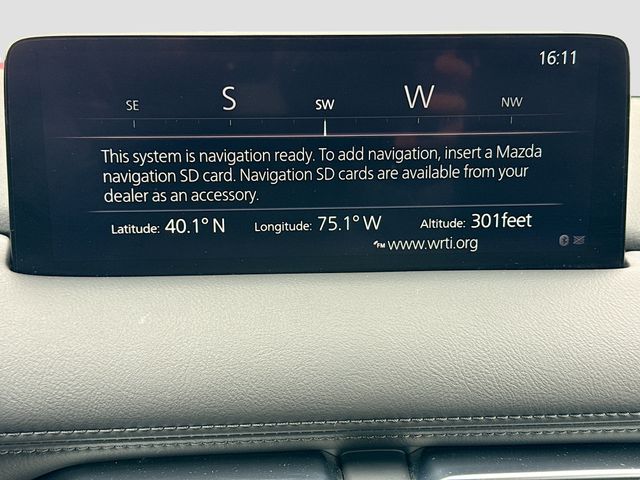 16:11
SE S SW W NW
This system is navigation ready. To add navigation, insert a Mazda
navigation SD card. Navigation SD cards are available from your
dealer as an accessory.
Latitude: 40.1° N Longitude: 75.1° W Altitude: 301feet
FM www.wrti.org